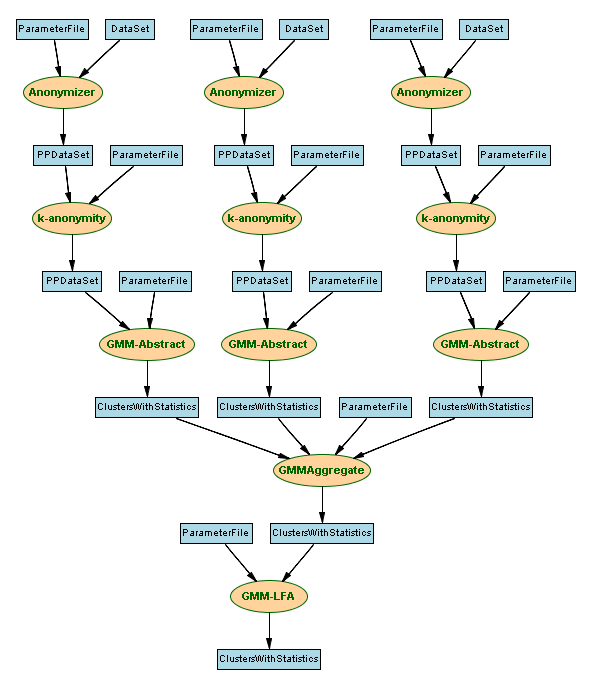 ParameterFile DataSet ParameterFile DataSet ParameterFile DataSet
Anonymizer Anonymizer Anonymizer
PPDataSet ParameterFile PPDataSet ParameterFile PPDataSet ParameterFile
k-anonymity k-anonymity k-anonymity
PPDataSet ParameterFile PPDataSet ParameterFile PPDataSet ParameterFile
GMM-Abstract GMM-Abstract GMM-Abstract
ClustersWithStatistics ClustersWithStatistics ParameterFile ClustersWithStatistics
GMMAggregate
ParameterFile ClustersWithStatistics
GMM-LFA
ClustersWithStatistics